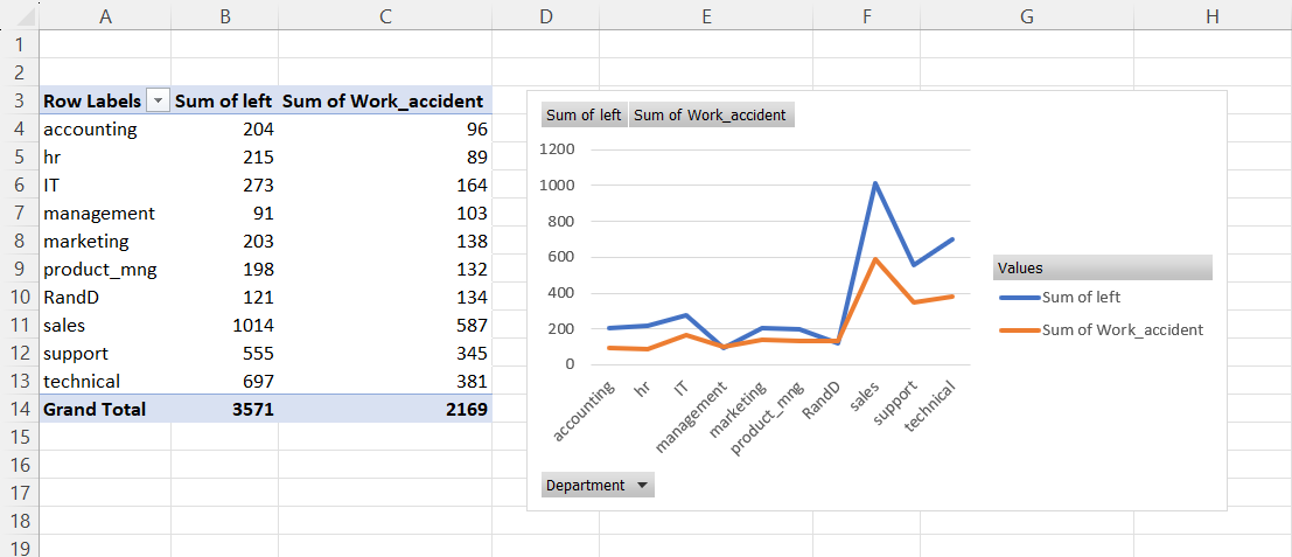 A B C D E F G H
1
2
3 Row Labels Sum of left Sum of Work_accident
4 accounting 204 96
5 hr 215 89
6 IT 273 164
7 management 91 103
8 marketing 203 138
9 product_mng 198 132
10 RandD 121 134
11 sales 1014 587
12 support 555 345
13 technical 697 381
14 Grand Total 3571 2169
15
16
17
18
19
Sum of left Sum of Work_accident
1200
1000
800
600
400
200
0
accounting hr IT management marketing product_mng RandD sales support technical
Values
Sum of left
Sum of Work_accident
Department